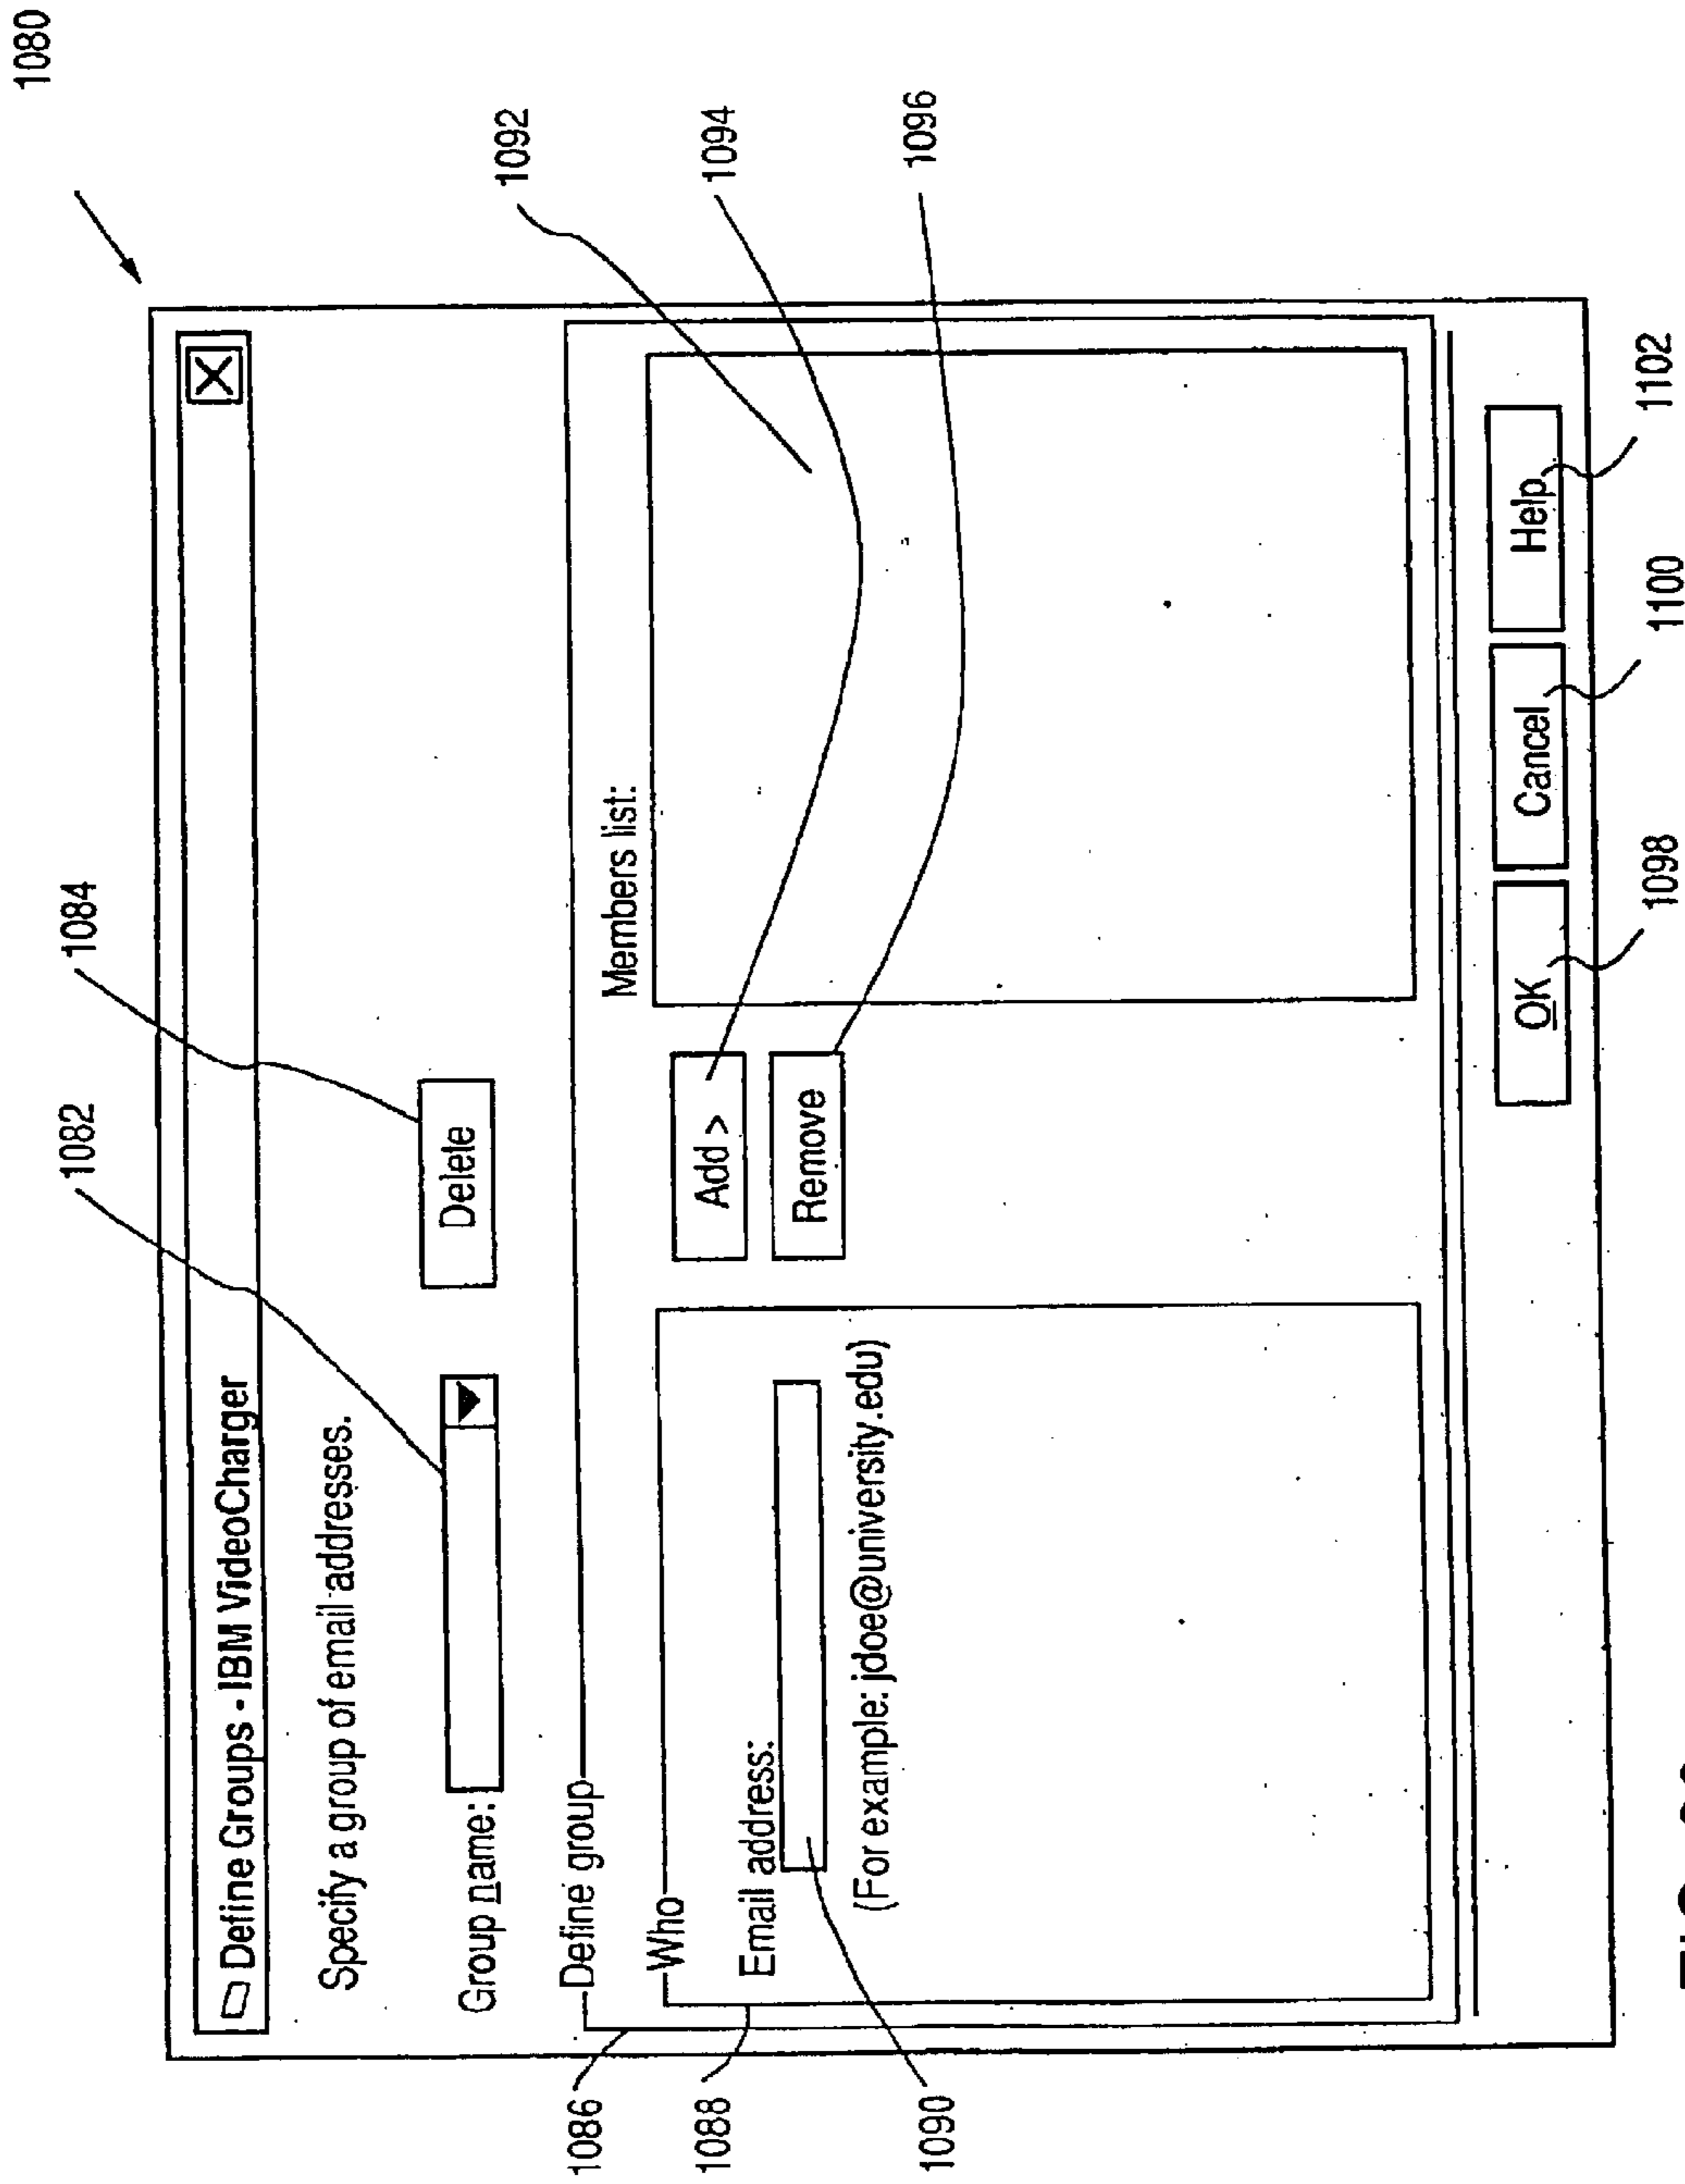 1080
Define Groups - IBM VideoCharger
1082
1084
Specify a group of email addresses.
Group name:
Delete
1092
1094
1096
1086
Define group
1088
Who
Members list:
Email address:
Add >
1090
(For example: jdoe@university.edu)
Remove
OK
Cancel
Help
1098
1100
1102